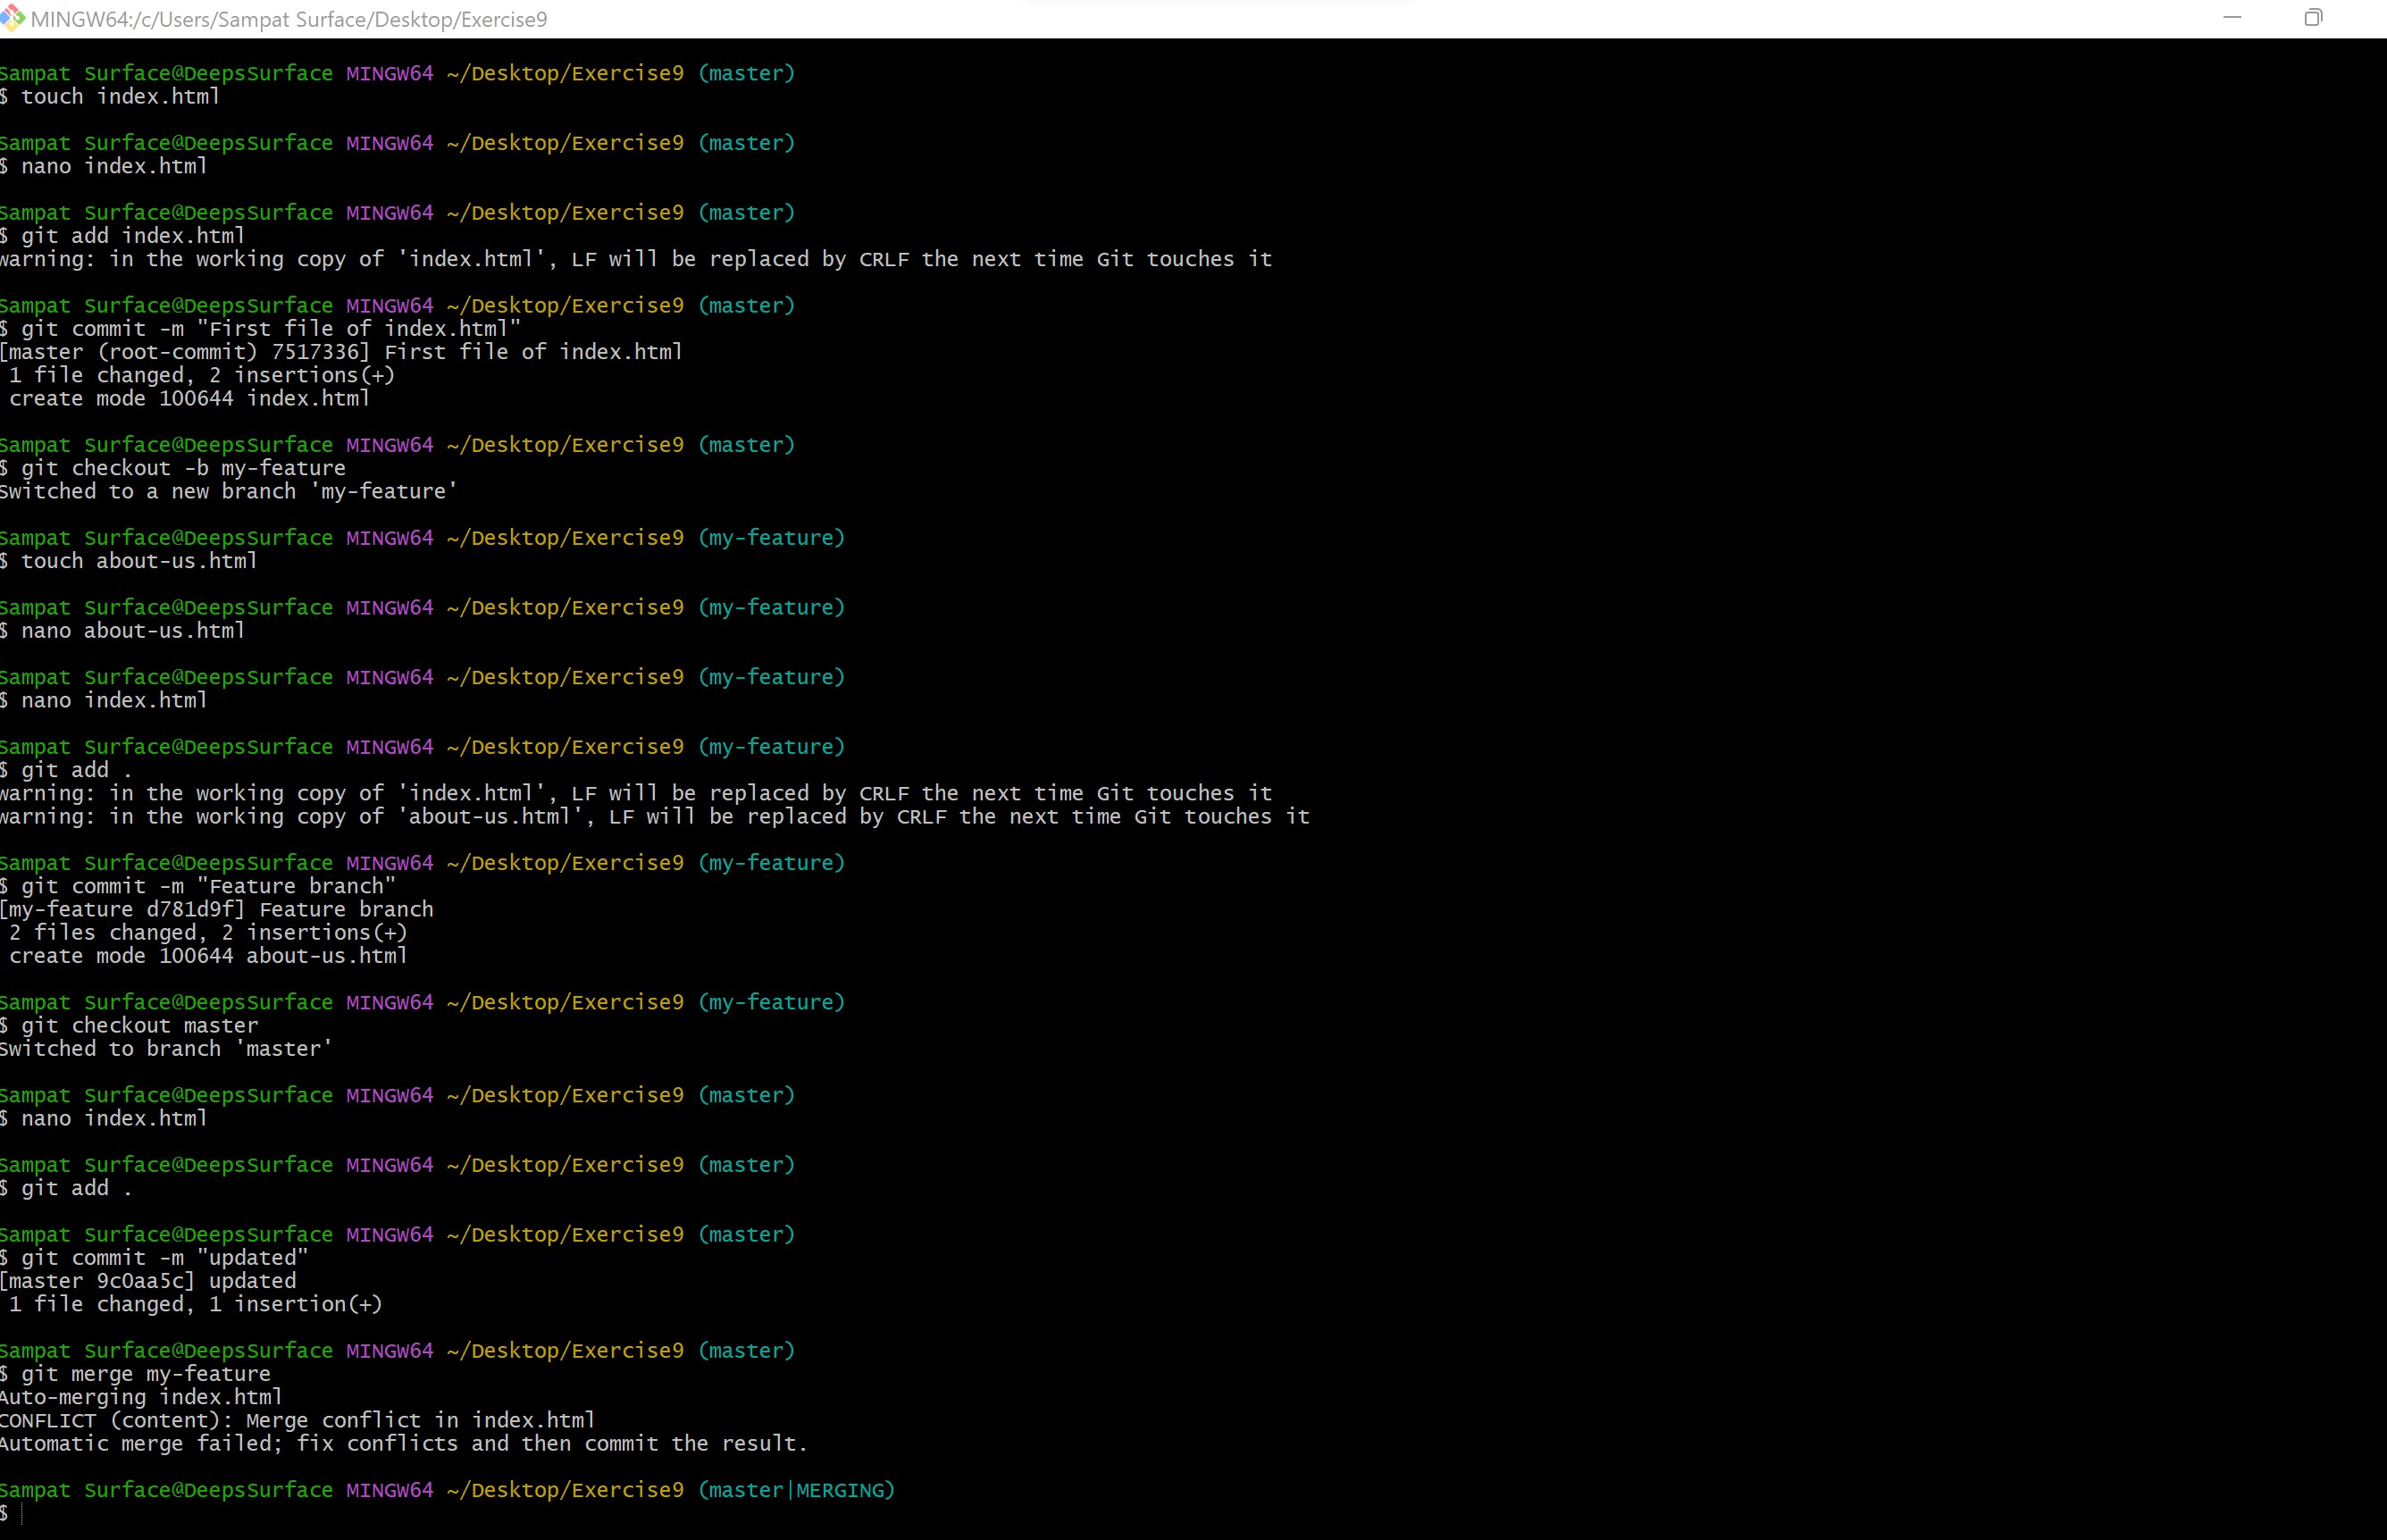 MINGW64:/c/Users/Sampat Surface/Desktop/Exercise9
Sampat Surface@DeepsSurface MINGW64 ~/Desktop/Exercise9 (master)
$ touch index.html
Sampat Surface@DeepsSurface MINGW64 ~/Desktop/Exercise9 (master)
$ nano index.html
Sampat Surface@DeepsSurface MINGW64 ~/Desktop/Exercise9 (master)
$ git add index.html
warning: in the working copy of 'index.html', LF will be replaced by CRLF the next time Git touches it
Sampat Surface@DeepsSurface MINGW64 ~/Desktop/Exercise9 (master)
$ git commit -m "First file of index.html"
[master (root-commit) 7517336] First file of index.html
1 file changed, 2 insertions(+)
create mode 100644 index.html
Sampat Surface@DeepsSurface MINGW64 ~/Desktop/Exercise9 (master)
$ git checkout -b my-feature
Switched to a new branch 'my-feature'
Sampat Surface@DeepsSurface MINGW64 ~/Desktop/Exercise9 (my-feature)
$ touch about-us.html
Sampat Surface@DeepsSurface MINGW64 ~/Desktop/Exercise9 (my-feature)
$ nano about-us.html
Sampat Surface@DeepsSurface MINGW64 ~/Desktop/Exercise9 (my-feature)
$ nano index.html
Sampat Surface@DeepsSurface MINGW64 ~/Desktop/Exercise9 (my-feature)
$ git add .
warning: in the working copy of 'index.html', LF will be replaced by CRLF the next time Git touches it
warning: in the working copy of 'about-us.html', LF will be replaced by CRLF the next time Git touches it
Sampat Surface@DeepsSurface MINGW64 ~/Desktop/Exercise9 (my-feature)
$ git commit -m "Feature branch"
[my-feature d781d9f] Feature branch
2 files changed, 2 insertions(+)
create mode 100644 about-us.html
Sampat Surface@DeepsSurface MINGW64 ~/Desktop/Exercise9 (my-feature)
$ git checkout master
Switched to branch 'master'
Sampat Surface@DeepsSurface MINGW64 ~/Desktop/Exercise9 (master)
$ nano index.html
Sampat Surface@DeepsSurface MINGW64 ~/Desktop/Exercise9 (master)
$ git add .
Sampat Surface@DeepsSurface MINGW64 ~/Desktop/Exercise9 (master)
$ git commit -m "updated"
[master 9c0aa5c] updated
1 file changed, 1 insertion(+)
Sampat Surface@DeepsSurface MINGW64 ~/Desktop/Exercise9 (master)
$ git merge my-feature
Auto-merging index.html
CONFLICT (content): Merge conflict in index.html
Automatic merge failed; fix conflicts and then commit the result.
Sampat Surface@DeepsSurface MINGW64 ~/Desktop/Exercise9 (master|MERGING)
$